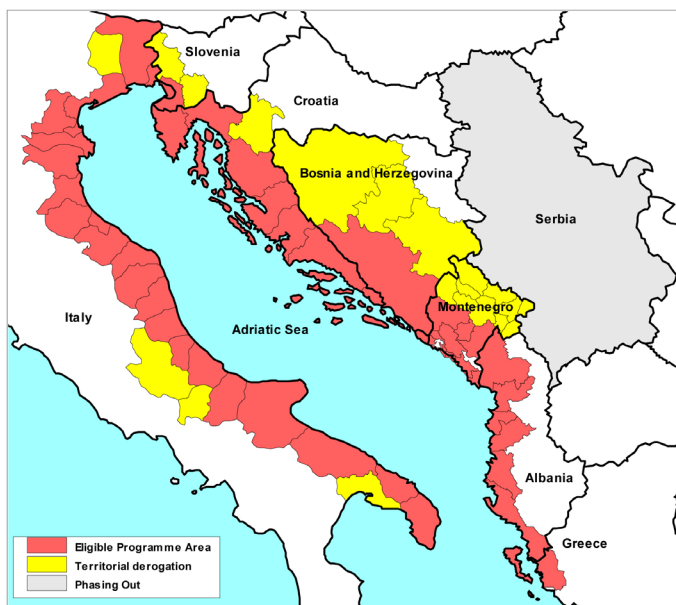 Slovenia
Croatia
Bosnia and Herzegovina
Serbia
Montenegro
Italy
Adriatic Sea
Albania
Greece
Eligible Programme Area
Territorial derogation
Phasing Out